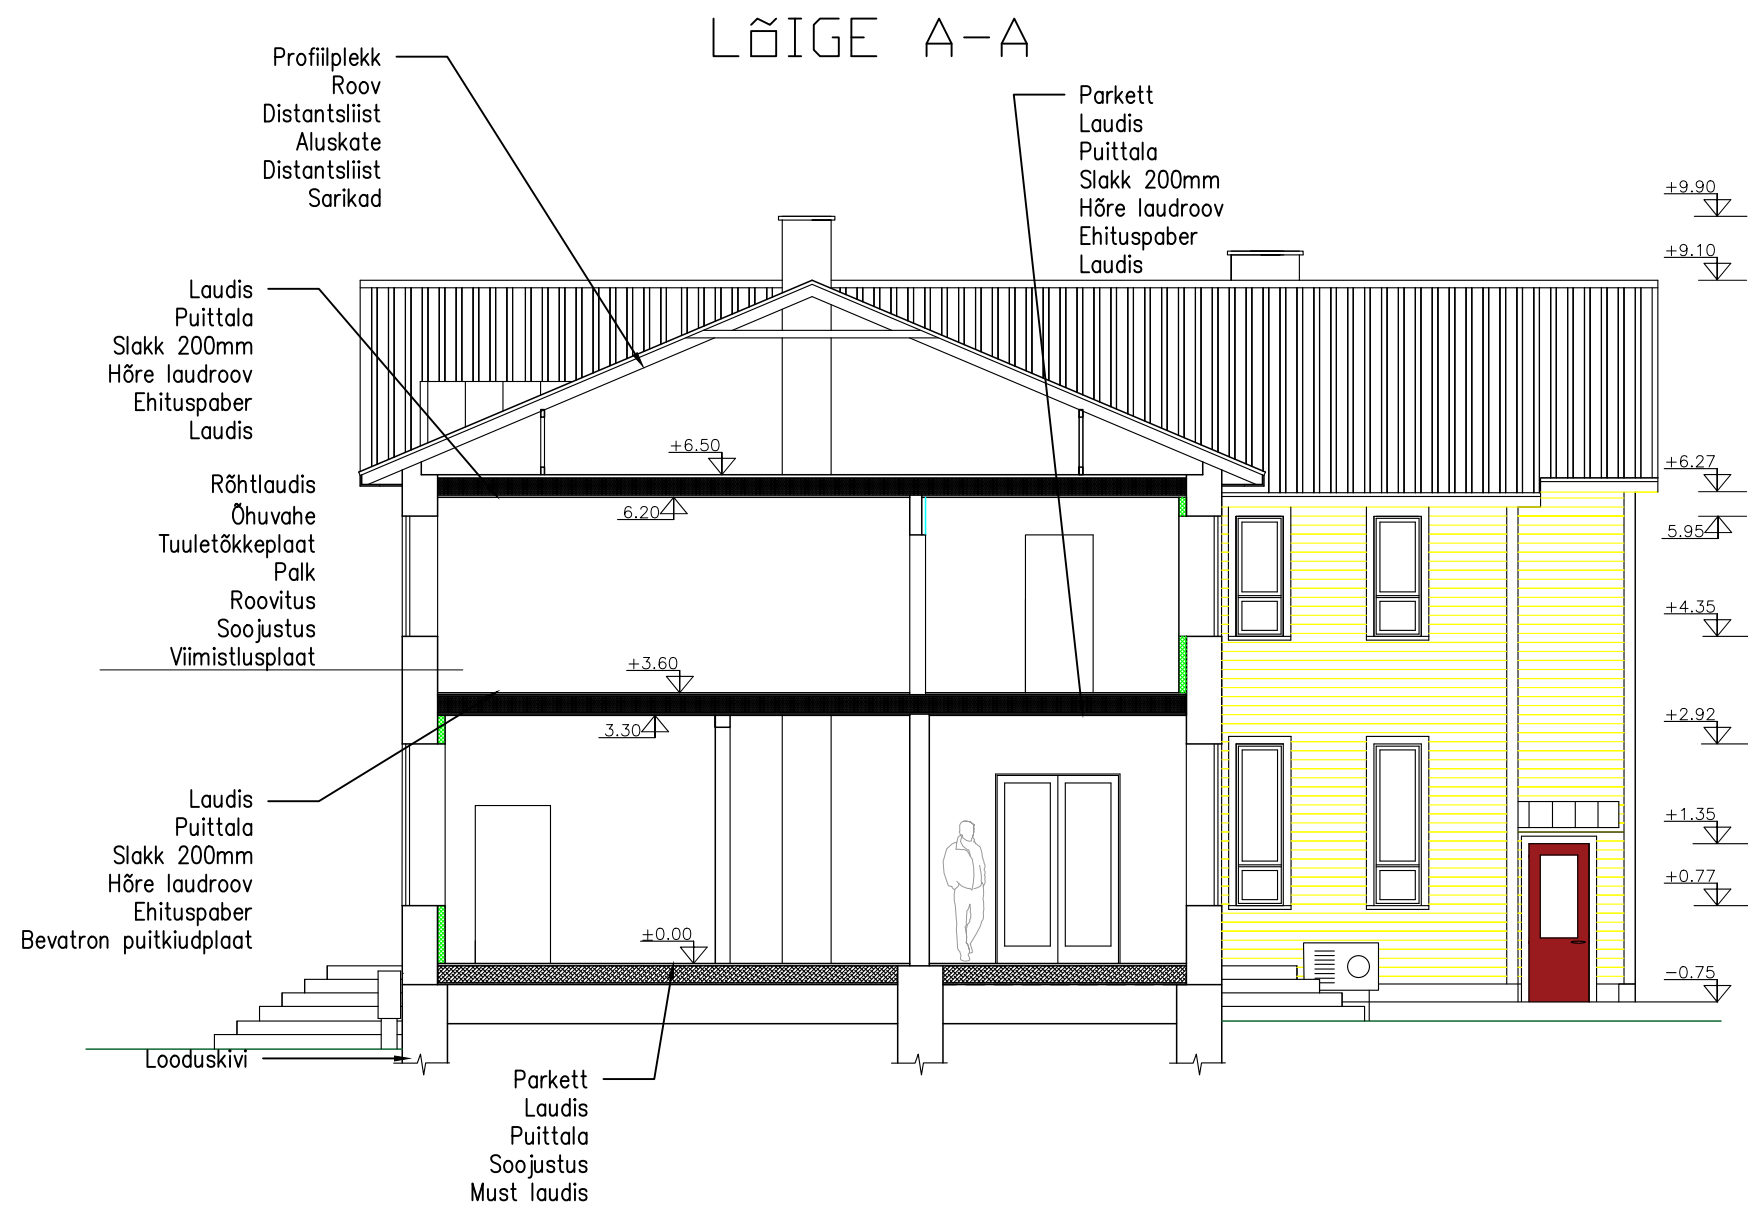 LÕIGE A-A
Profiilplekk
Roov
Distantsliist
Aluskate
Distantsliist
Sarikad
Parkett
Laudis
Puittala
Slakk 200mm
Hõre laudroov
Ehituspaber
Laudis
Laudis
Puittala
Slakk 200mm
Hõre laudroov
Ehituspaber
Laudis
Rõhtlaudis
Õhuvahe
Tuuletõkkeplaat
Palk
Roovitus
Soojustus
Viimistlusplaat
Laudis
Puittala
Slakk 200mm
Hõre laudroov
Ehituspaber
Bevatron puitkiudplaat
Looduskivi
Parkett
Laudis
Puittala
Soojustus
Must laudis
+6.50
6.20
+3.60
3.30
±0.00
+9.90
+9.10
+6.27
5.95
+4.35
+2.92
+1.35
+0.77
-0.75